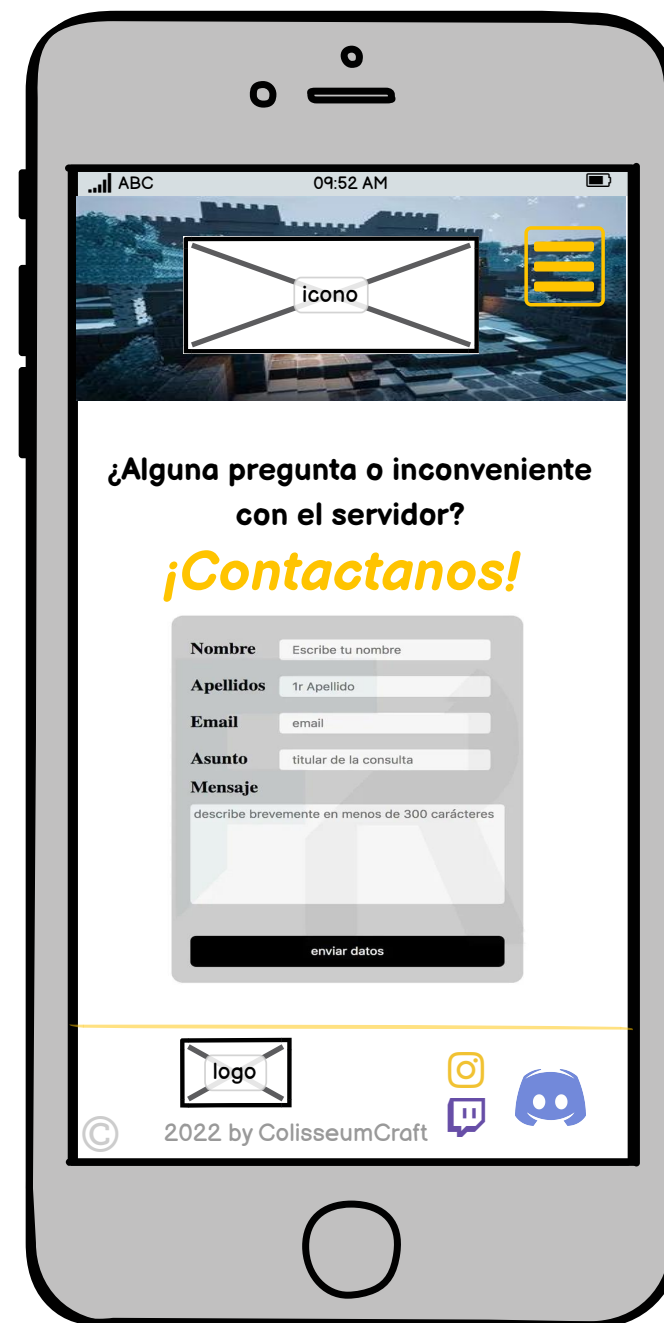 ABC 09:52 AM
icono
¿Alguna pregunta o inconveniente
con el servidor?
¡Contactanos!
Nombre Escribe tu nombre
Apellidos 1r Apellido
Email email
Asunto titular de la consulta
Mensaje
describe brevemente en menos de 300 carácteres
enviar datos
logo
© 2022 by ColisseumCraft